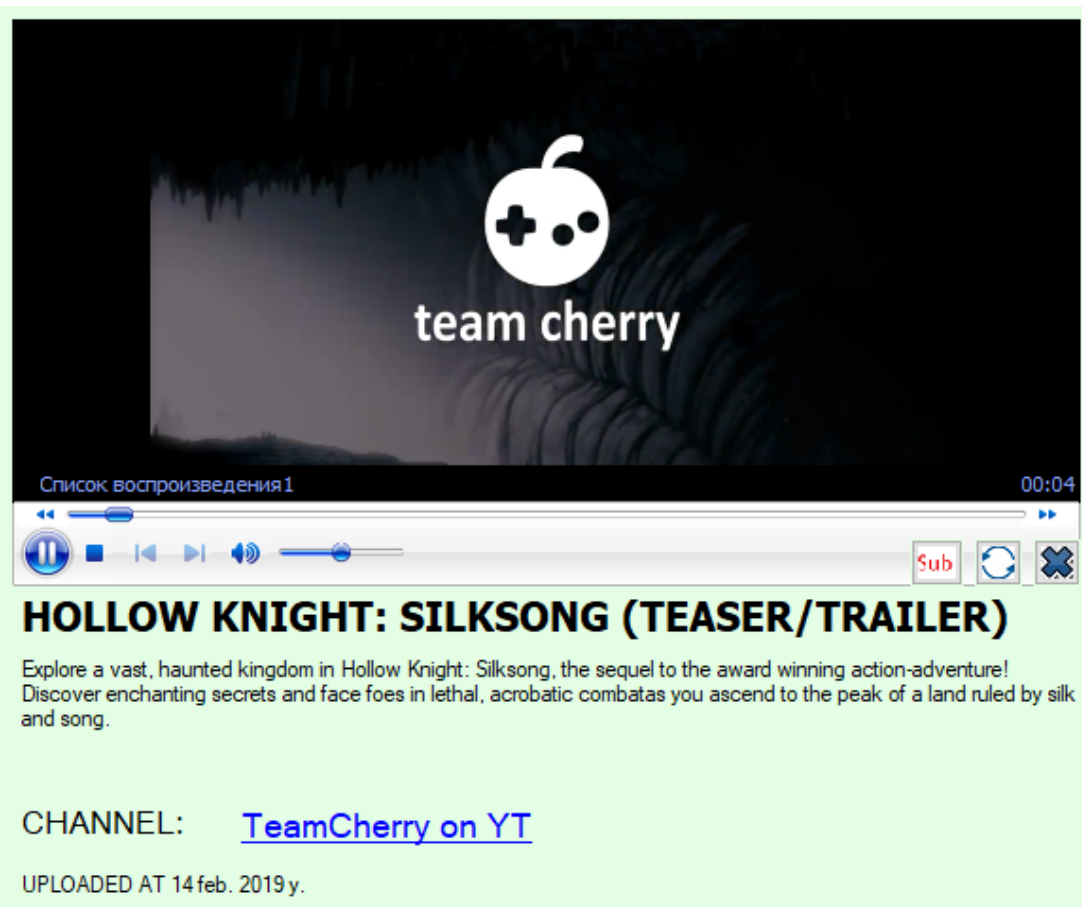 team cherry
Список воспроизведения1
00:04
Sub
HOLLOW KNIGHT: SILKSONG (TEASER/TRAILER)
Explore a vast, haunted kingdom in Hollow Knight: Silksong, the sequel to the award winning action-adventure!
Discover enchanting secrets and face foes in lethal, acrobatic combatas you ascend to the peak of a land ruled by silk
and song.
CHANNEL: TeamCherry on YT
UPLOADED AT 14 feb. 2019 y.